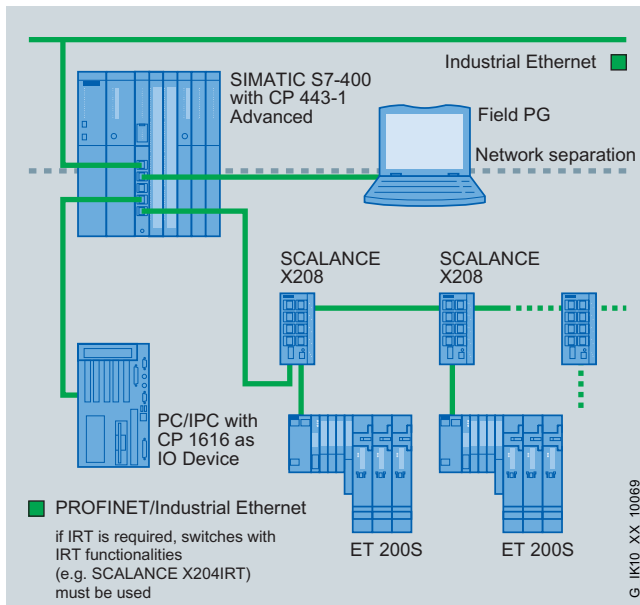 Industrial Ethernet
SIMATIC S7-400
with CP 443-1
Advanced
Field PG
Network separation
SCALANCE
X208
SCALANCE
X208
PC/IPC with
CP 1616 as
IO Device
PROFINET/Industrial Ethernet
if IRT is required, switches with
IRT functionalities
(e.g. SCALANCE X204IRT)
must be used
ET 200S
ET 200S
G_IK10_XX_10069